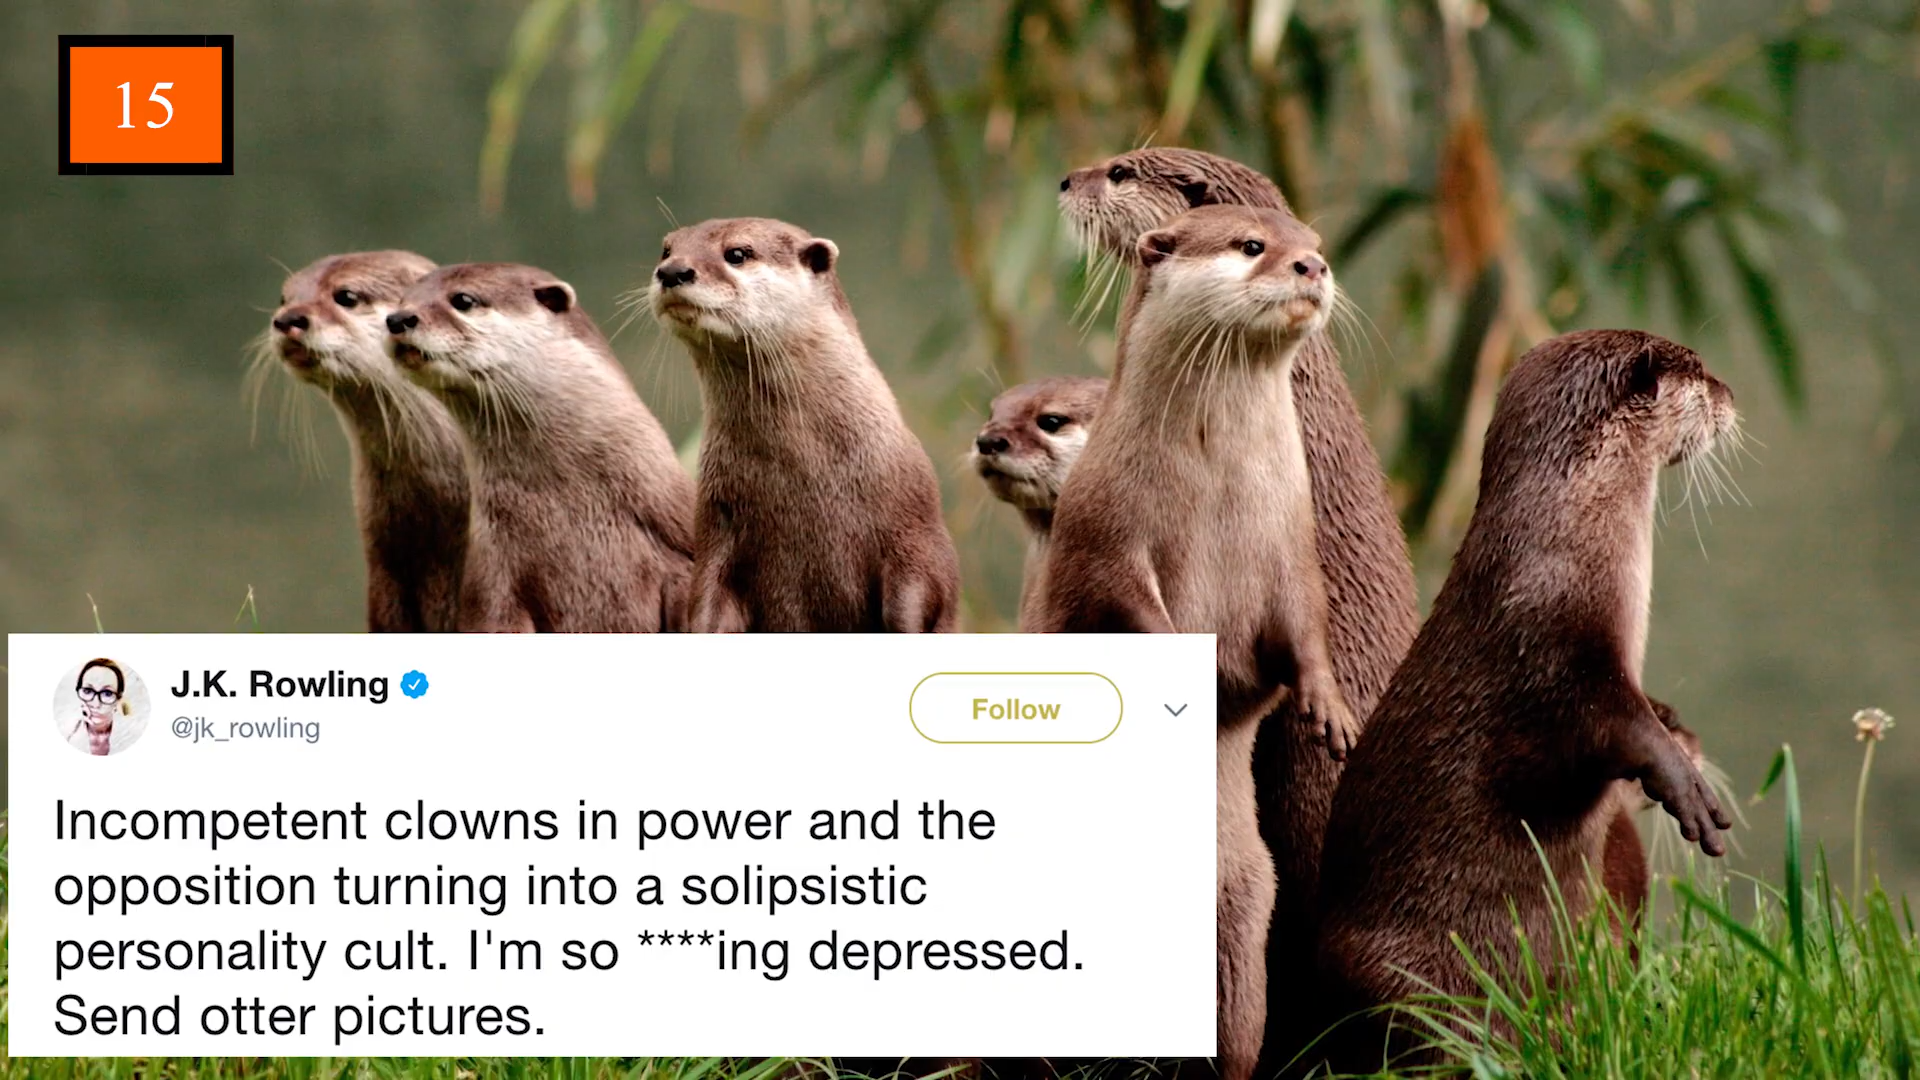 15
J.K. Rowling
@jk_rowling
Follow
Incompetent clowns in power and the
opposition turning into a solipsistic
personality cult. I'm so ****ing depressed.
Send otter pictures.